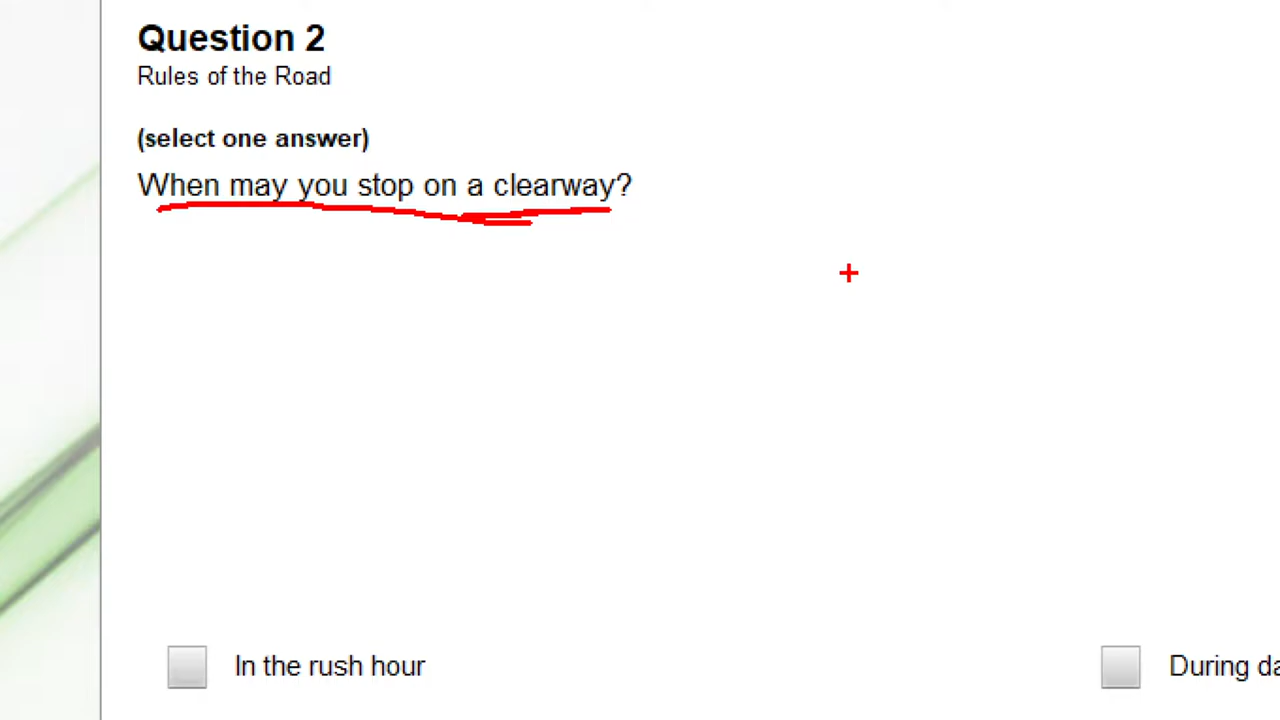 Question 2
Rules of the Road
(select one answer)
When may you stop on a clearway?
In the rush hour
During